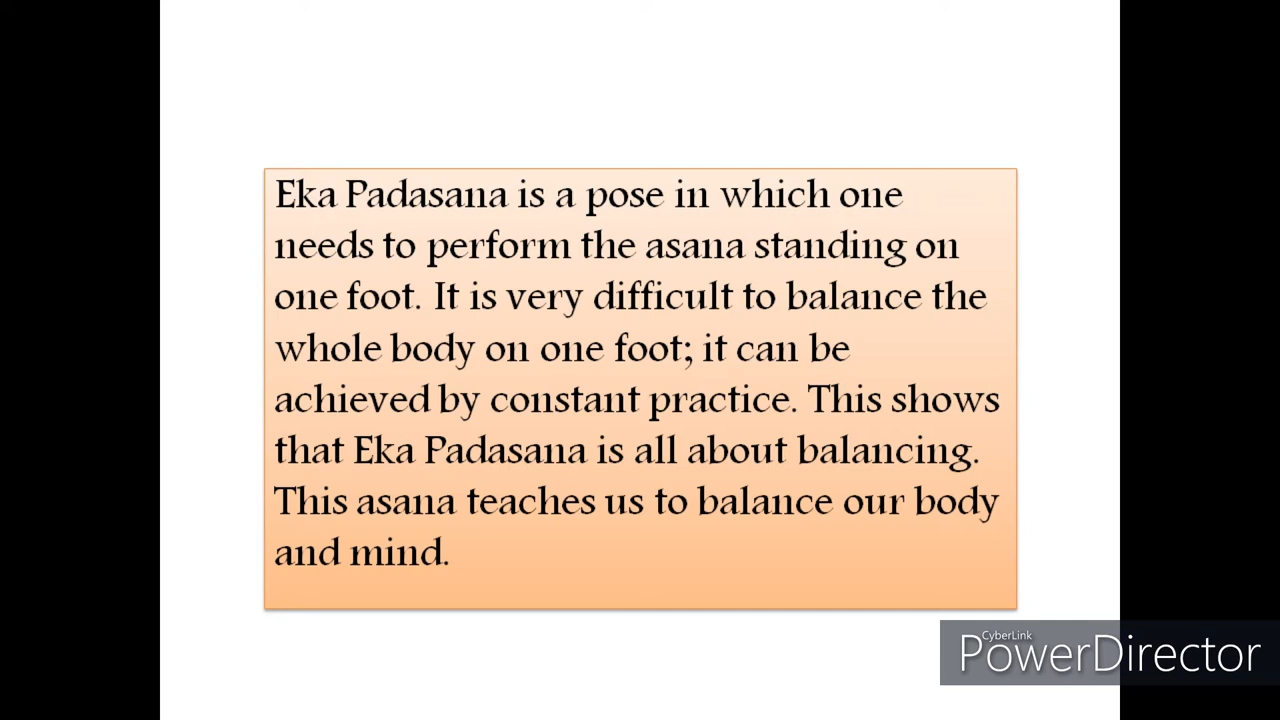 Eka Padasana is a pose in which one
needs to perform the asana standing on
one foot. It is very difficult to balance the
whole body on one foot; it can be
achieved by constant practice. This shows
that Eka Padasana is all about balancing.
This asana teaches us to balance our body
and mind.
CyberLink
PowerDirector